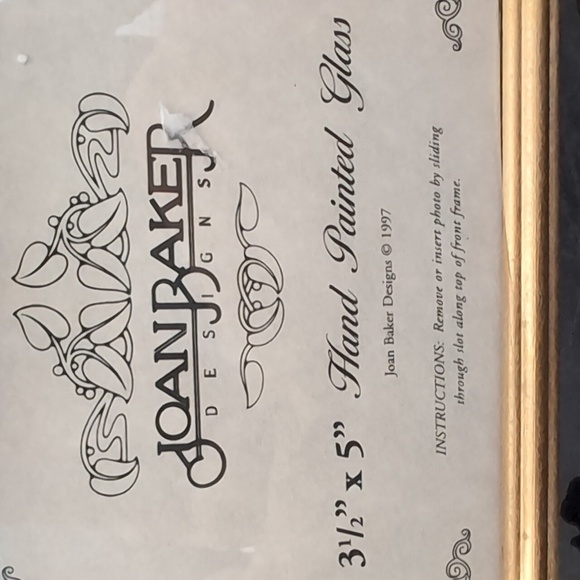 JOAN BAKER
DESIGNS
3½” x 5” Hand Painted Glass
Joan Baker Designs © 1997
INSTRUCTIONS: Remove or insert photo by sliding
through slot along top of front frame.